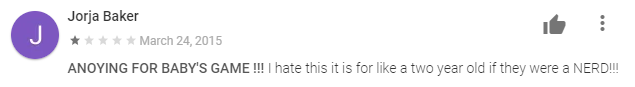 J
Jorja Baker
March 24, 2015
ANOYING FOR BABY'S GAME !!! I hate this it is for like a two year old if they were a NERD!!!